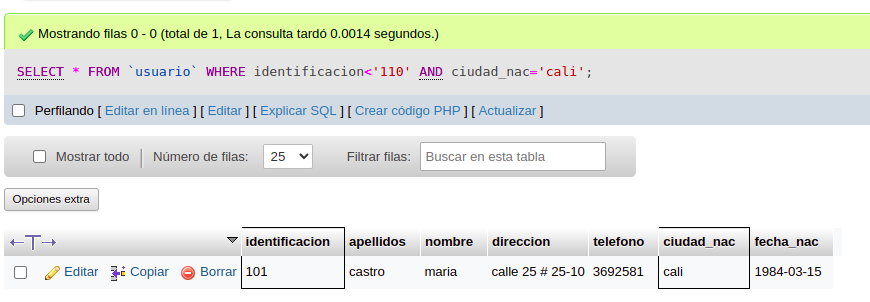 Mostrando filas 0 - 0 (total de 1, La consulta tardó 0.0014 segundos.)
SELECT * FROM `usuario` WHERE identificacion<'110' AND ciudad_nac='cali';
Perfilando [ Editar en línea ] [ Editar ] [ Explicar SQL ] [ Crear código PHP ] [ Actualizar ]
Mostrar todo | Número de filas: 25 Filtrar filas: Buscar en esta tabla
Opciones extra
←T→ identificacion apellidos nombre direccion telefono ciudad_nac fecha_nac
Editar Copiar Borrar 101 castro maria calle 25 # 25-10 3692581 cali 1984-03-15